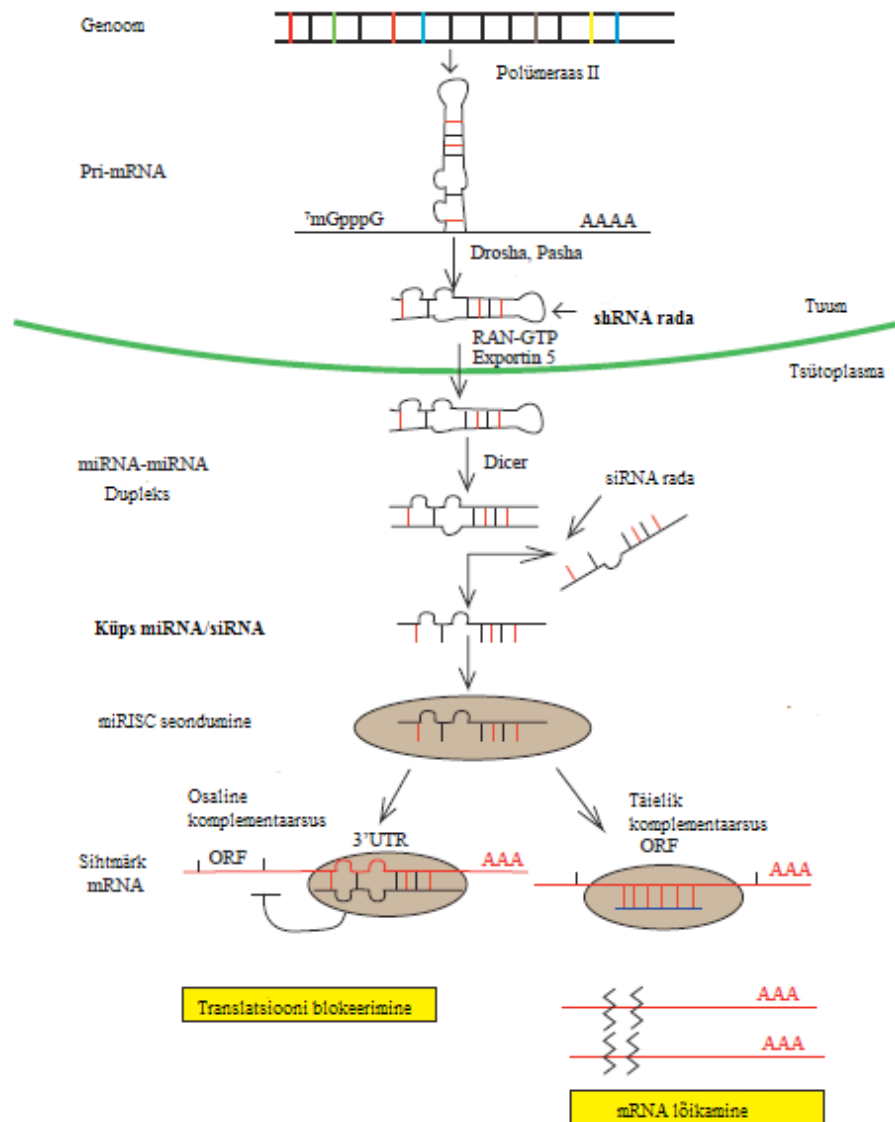 Genoom
Polümeraas II
Pri-mRNA
⁷mGpppG
AAAA
Drosha, Pasha
shRNA rada
Tuum
RAN-GTP
Exportin 5
Tsütoplasma
miRNA-miRNA
Dupleks
Dicer
siRNA rada
Küps miRNA/siRNA
miRISC seondumine
Osaline
komplementaarsus
Täielik
komplementaarsus
3'UTR
ORF
Sihtmärk
mRNA
ORF
AAA
AAA
Translatsiooni blokeerimine
AAA
AAA
mRNA lõikamine